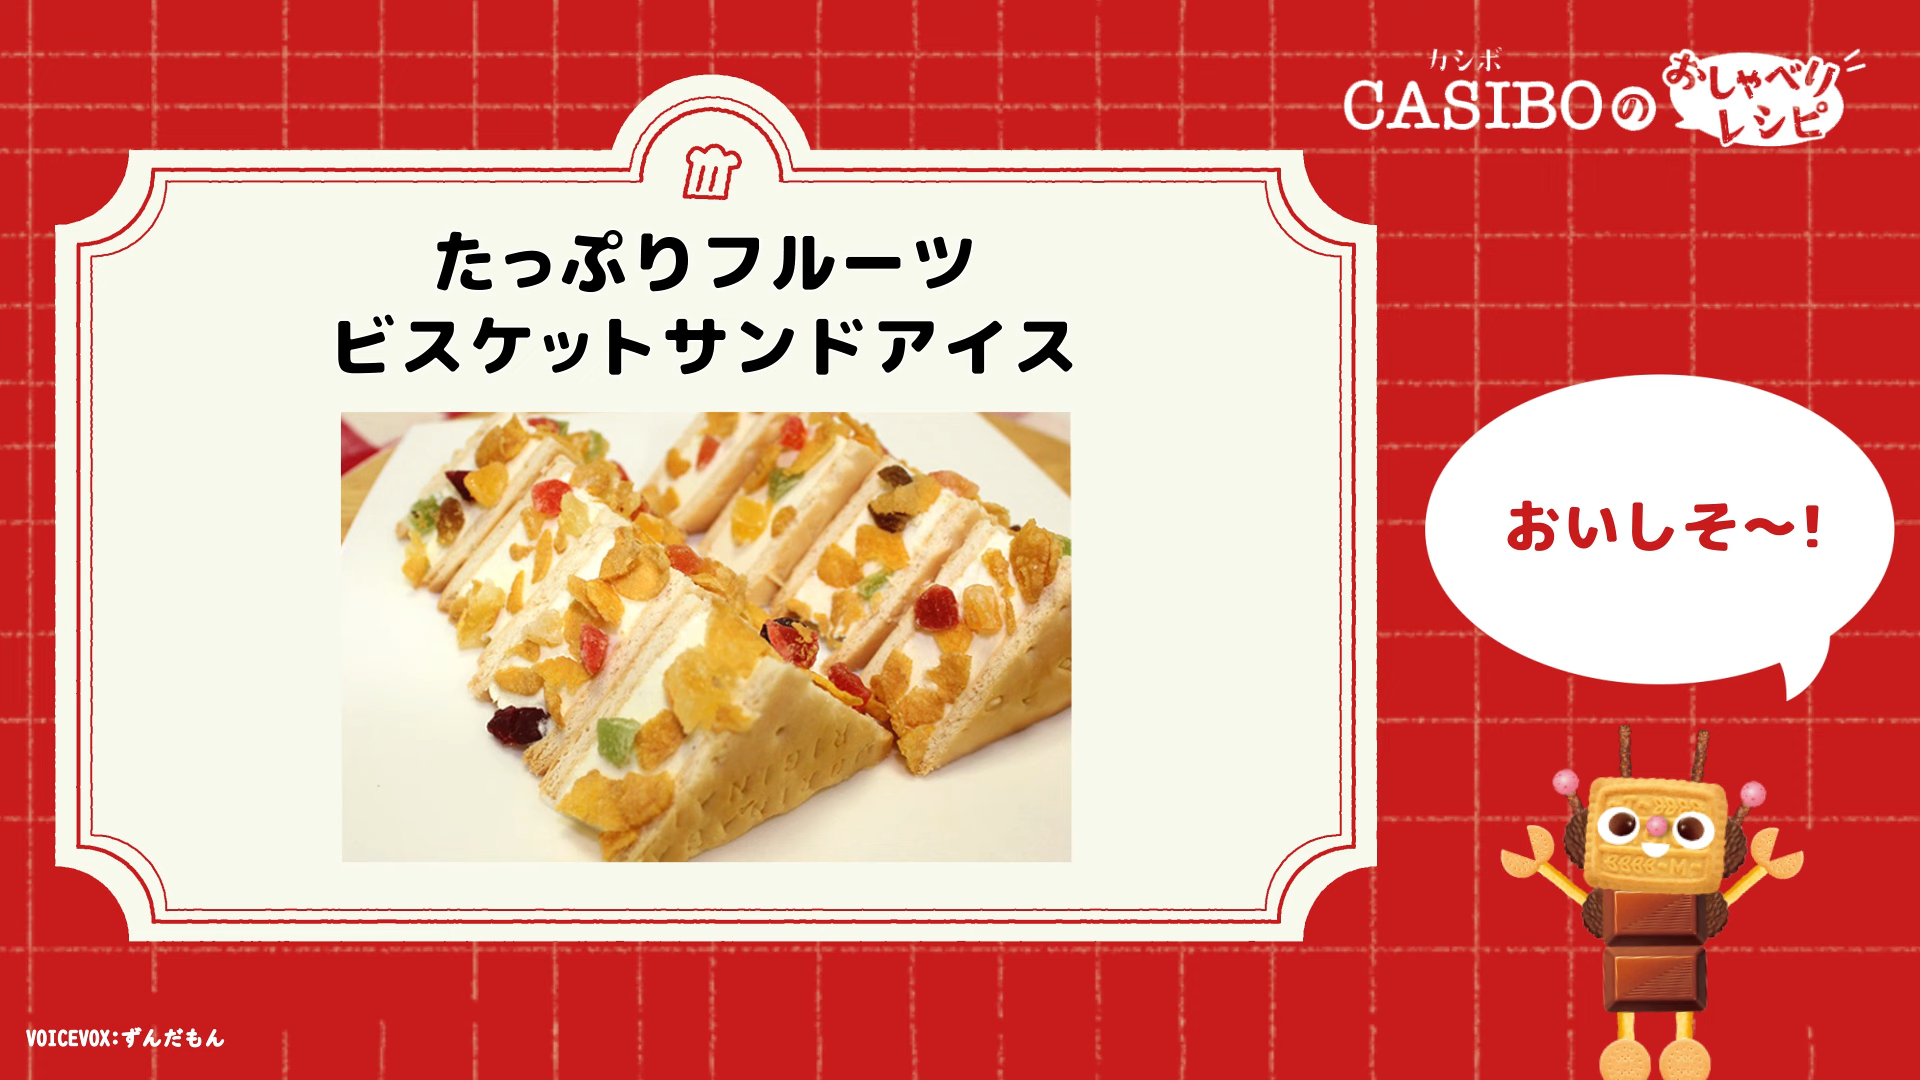 カシボ
CASIBOの
おしゃべり
レシピ
たっぷりフルーツ
ビスケットサンドアイス
おいしそ〜!
VOICEVOX:ずんだもん